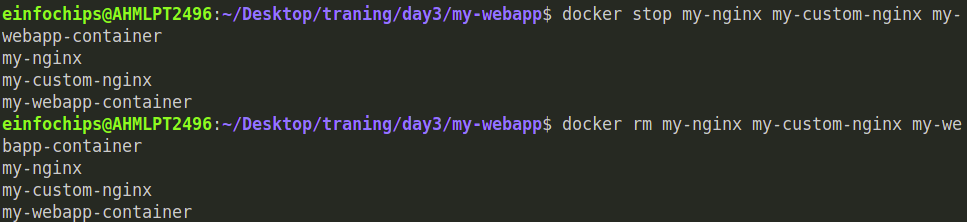 einfochips@AHMLPT2496:~/Desktop/traning/day3/my-webapp$ docker stop my-nginx my-custom-nginx my-
webapp-container
my-nginx
my-custom-nginx
my-webapp-container
einfochips@AHMLPT2496:~/Desktop/traning/day3/my-webapp$ docker rm my-nginx my-custom-nginx my-we
bapp-container
my-nginx
my-custom-nginx
my-webapp-container